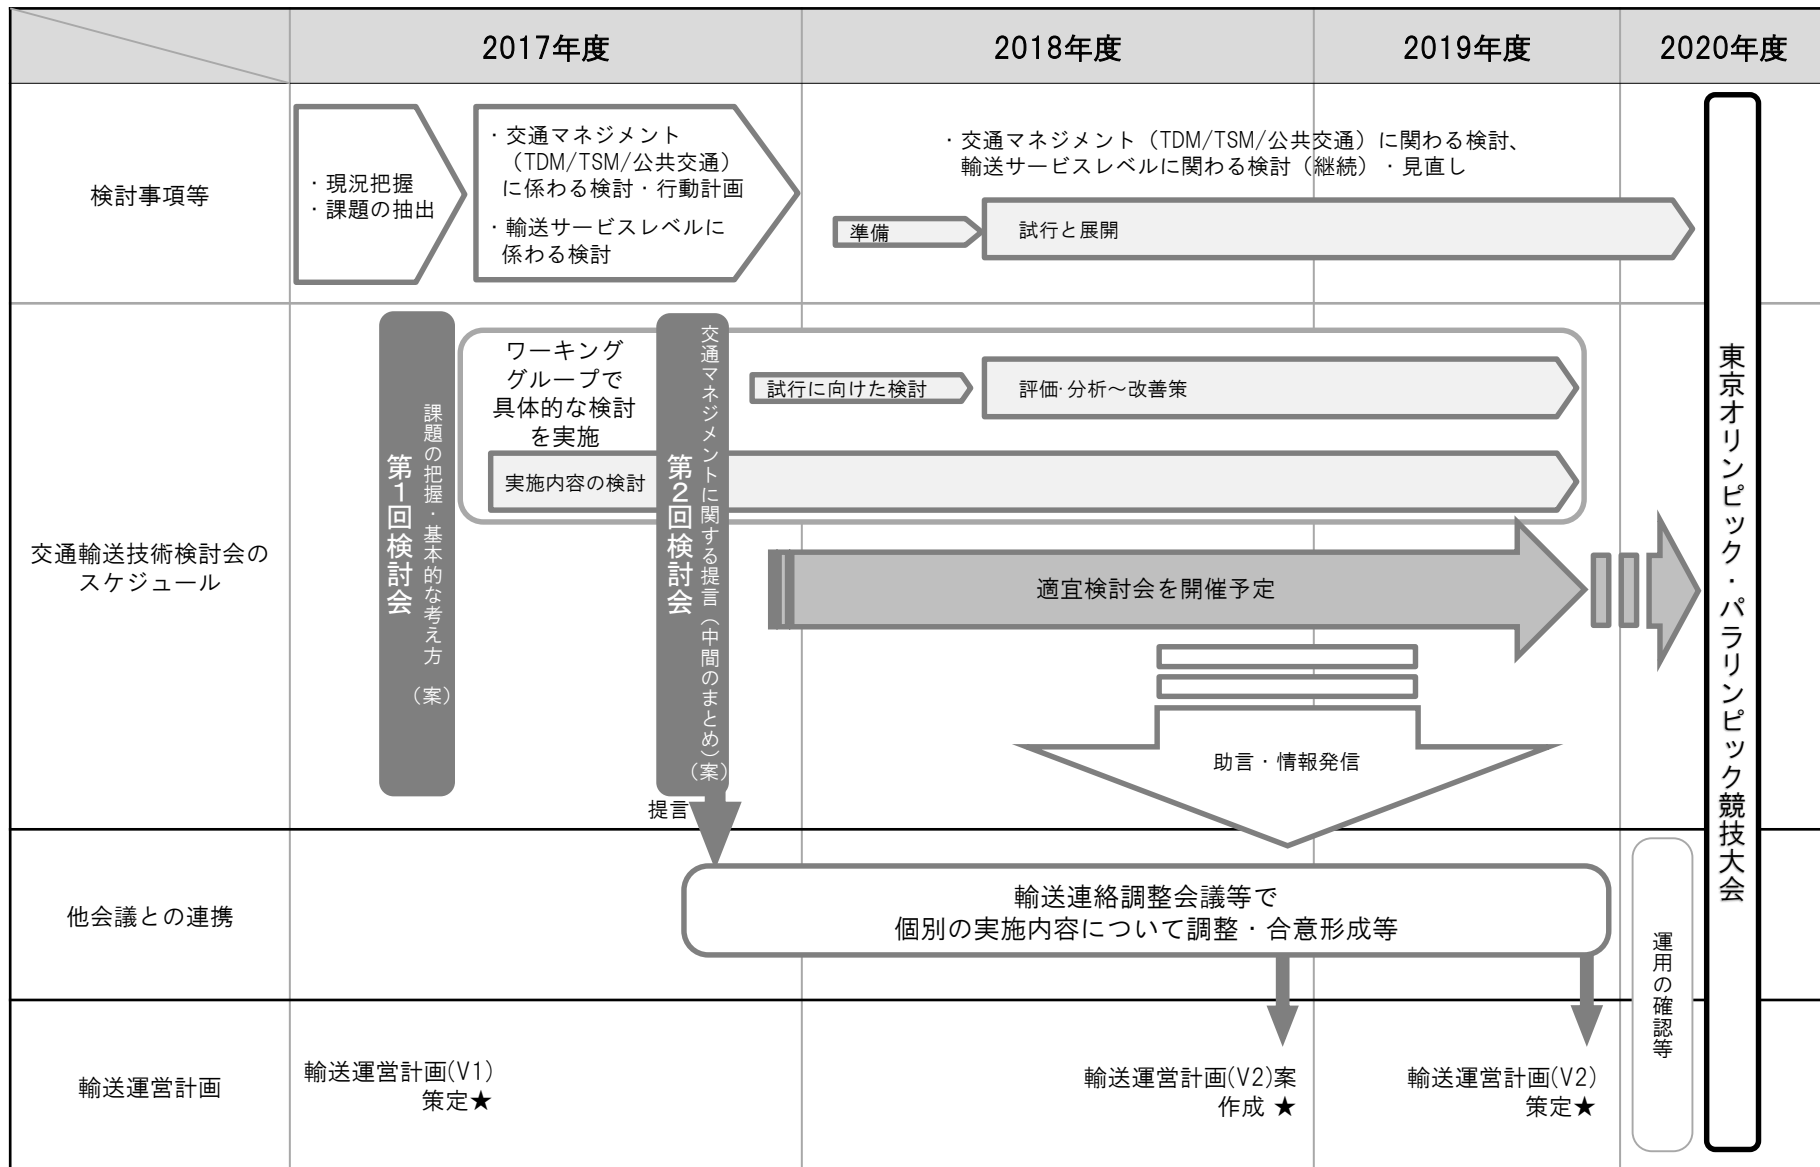 2017年度
2018年度
2019年度
2020年度
検討事項等
・現況把握
・課題の抽出
・交通マネジメント
（TDM/TSM/公共交通）
に係わる検討・行動計画
・輸送サービスレベルに
係わる検討
・交通マネジメント（TDM/TSM/公共交通）に関わる検討、
輸送サービスレベルに関わる検討（継続）・見直し
準備
試行と展開
交通輸送技術検討会の
スケジュール
課題の把握・基本的な考え方（案）
第1回検討会
ワーキング
グループで
具体的な検討
を実施
交通マネジメントに関する提言（中間のまとめ）（案）
第2回検討会
試行に向けた検討
評価･分析～改善策
実施内容の検討
適宜検討会を開催予定
助言・情報発信
提言
他会議との連携
輸送連絡調整会議等で
個別の実施内容について調整・合意形成等
輸送運営計画
輸送運営計画(V1)
策定★
輸送運営計画(V2)案
作成 ★
輸送運営計画(V2)
策定★
運用の確認等
東京オリンピック・パラリンピック競技大会